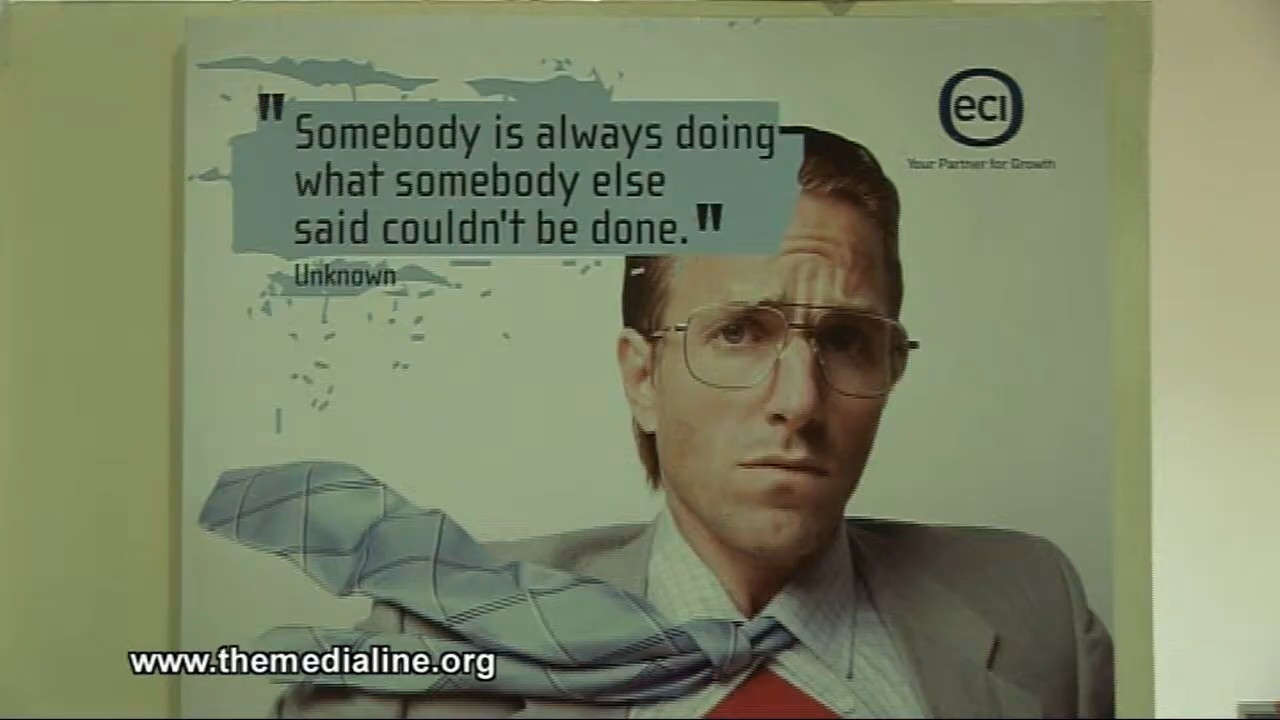 "Somebody is always doing
what somebody else
said couldn't be done."
Unknown
eci
Your Partner for Growth
www.themedialine.org